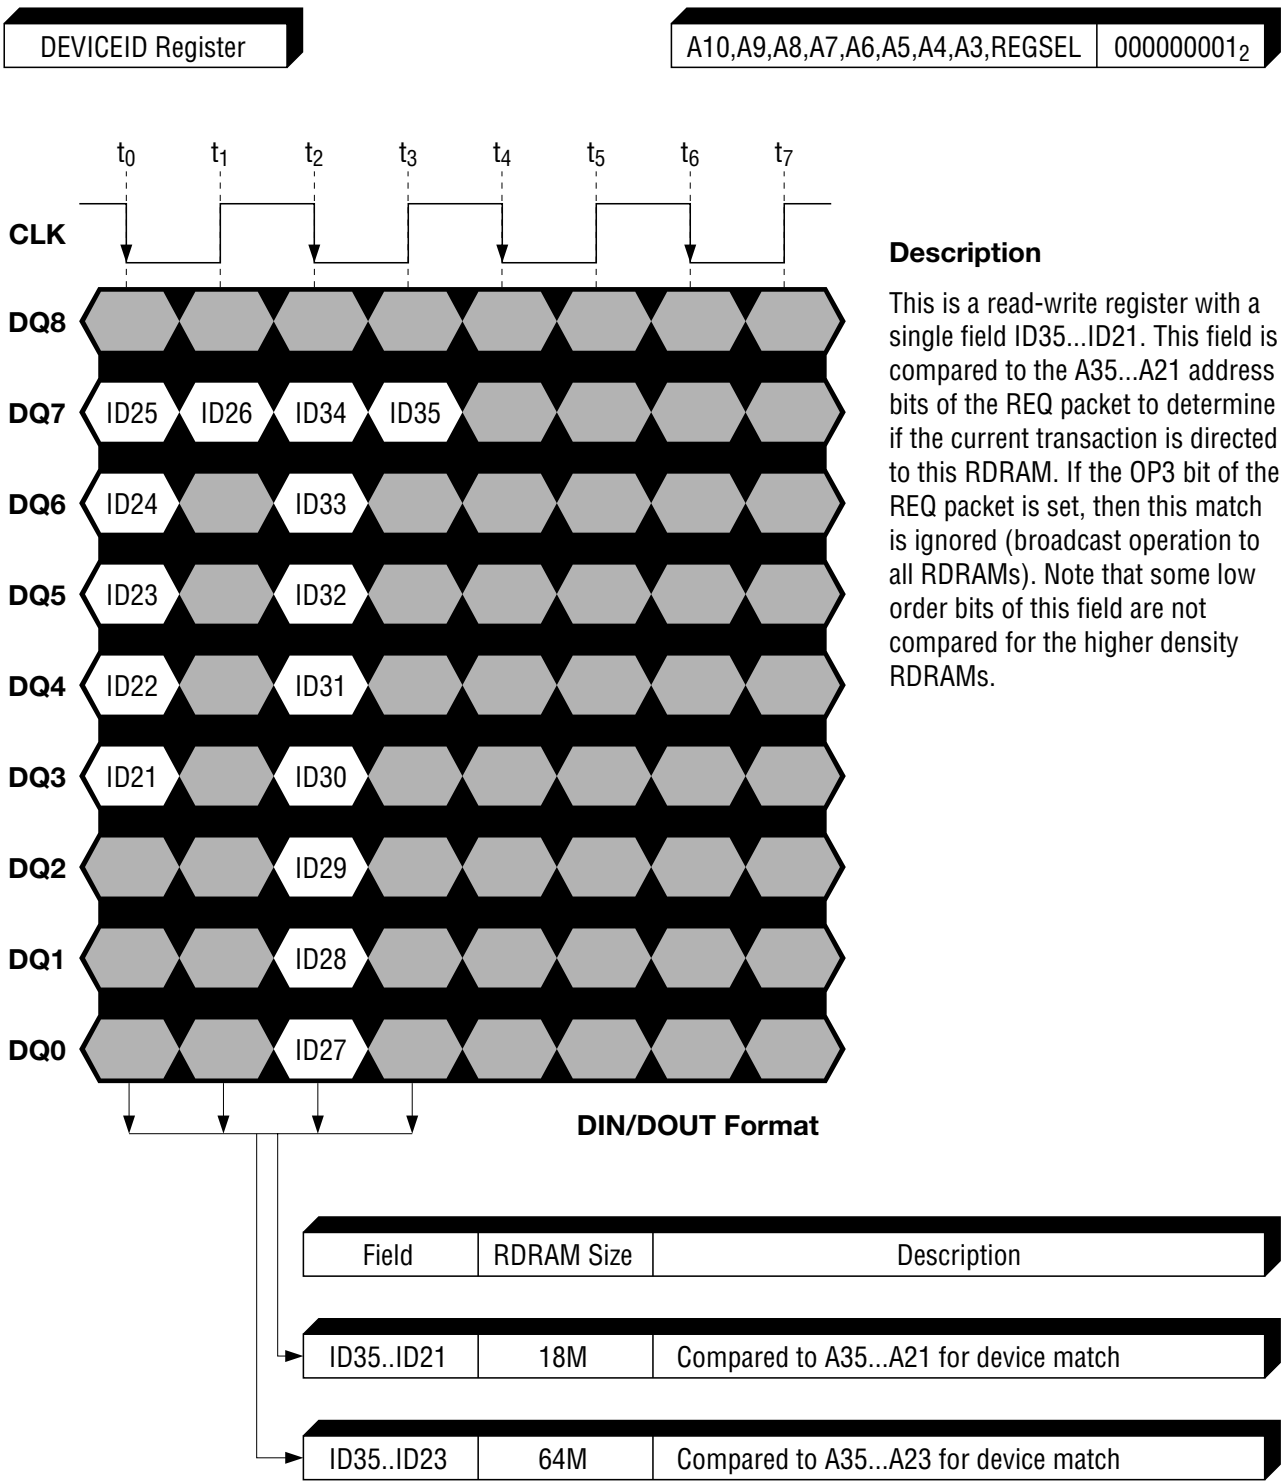 DEVICEID Register
A10,A9,A8,A7,A6,A5,A4,A3,REGSEL 000000001₂
t₀ t₁ t₂ t₃ t₄ t₅ t₆ t₇
CLK
DQ8
DQ7 ID25 ID26 ID34 ID35
DQ6 ID24 ID33
DQ5 ID23 ID32
DQ4 ID22 ID31
DQ3 ID21 ID30
DQ2 ID29
DQ1 ID28
DQ0 ID27
DIN/DOUT Format
Description
This is a read-write register with a
single field ID35...ID21. This field is
compared to the A35...A21 address
bits of the REQ packet to determine
if the current transaction is directed
to this RDRAM. If the OP3 bit of the
REQ packet is set, then this match
is ignored (broadcast operation to
all RDRAMs). Note that some low
order bits of this field are not
compared for the higher density
RDRAMs.
Field RDRAM Size Description
ID35..ID21 18M Compared to A35...A21 for device match
ID35..ID23 64M Compared to A35...A23 for device match